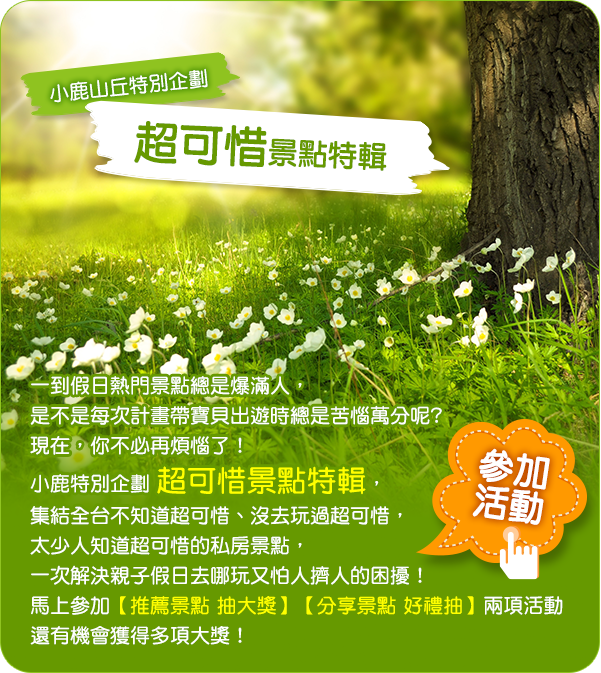 小鹿山丘特別企劃
超可惜景點特輯
一到假日熱門景點總是爆滿人，
是不是每次計畫帶寶貝出遊時總是苦惱萬分呢？
現在，你不必再煩惱了！
小鹿特別企劃 超可惜景點特輯，
集結全台不知道超可惜、沒去玩過超可惜，
太少人知道超可惜的私房景點，
一次解決親子假日去哪玩又怕人擠人的困擾！
馬上參加【推薦景點 抽大獎】【分享景點 好禮抽】兩項活動
還有機會獲得多項大獎！
參加
活動